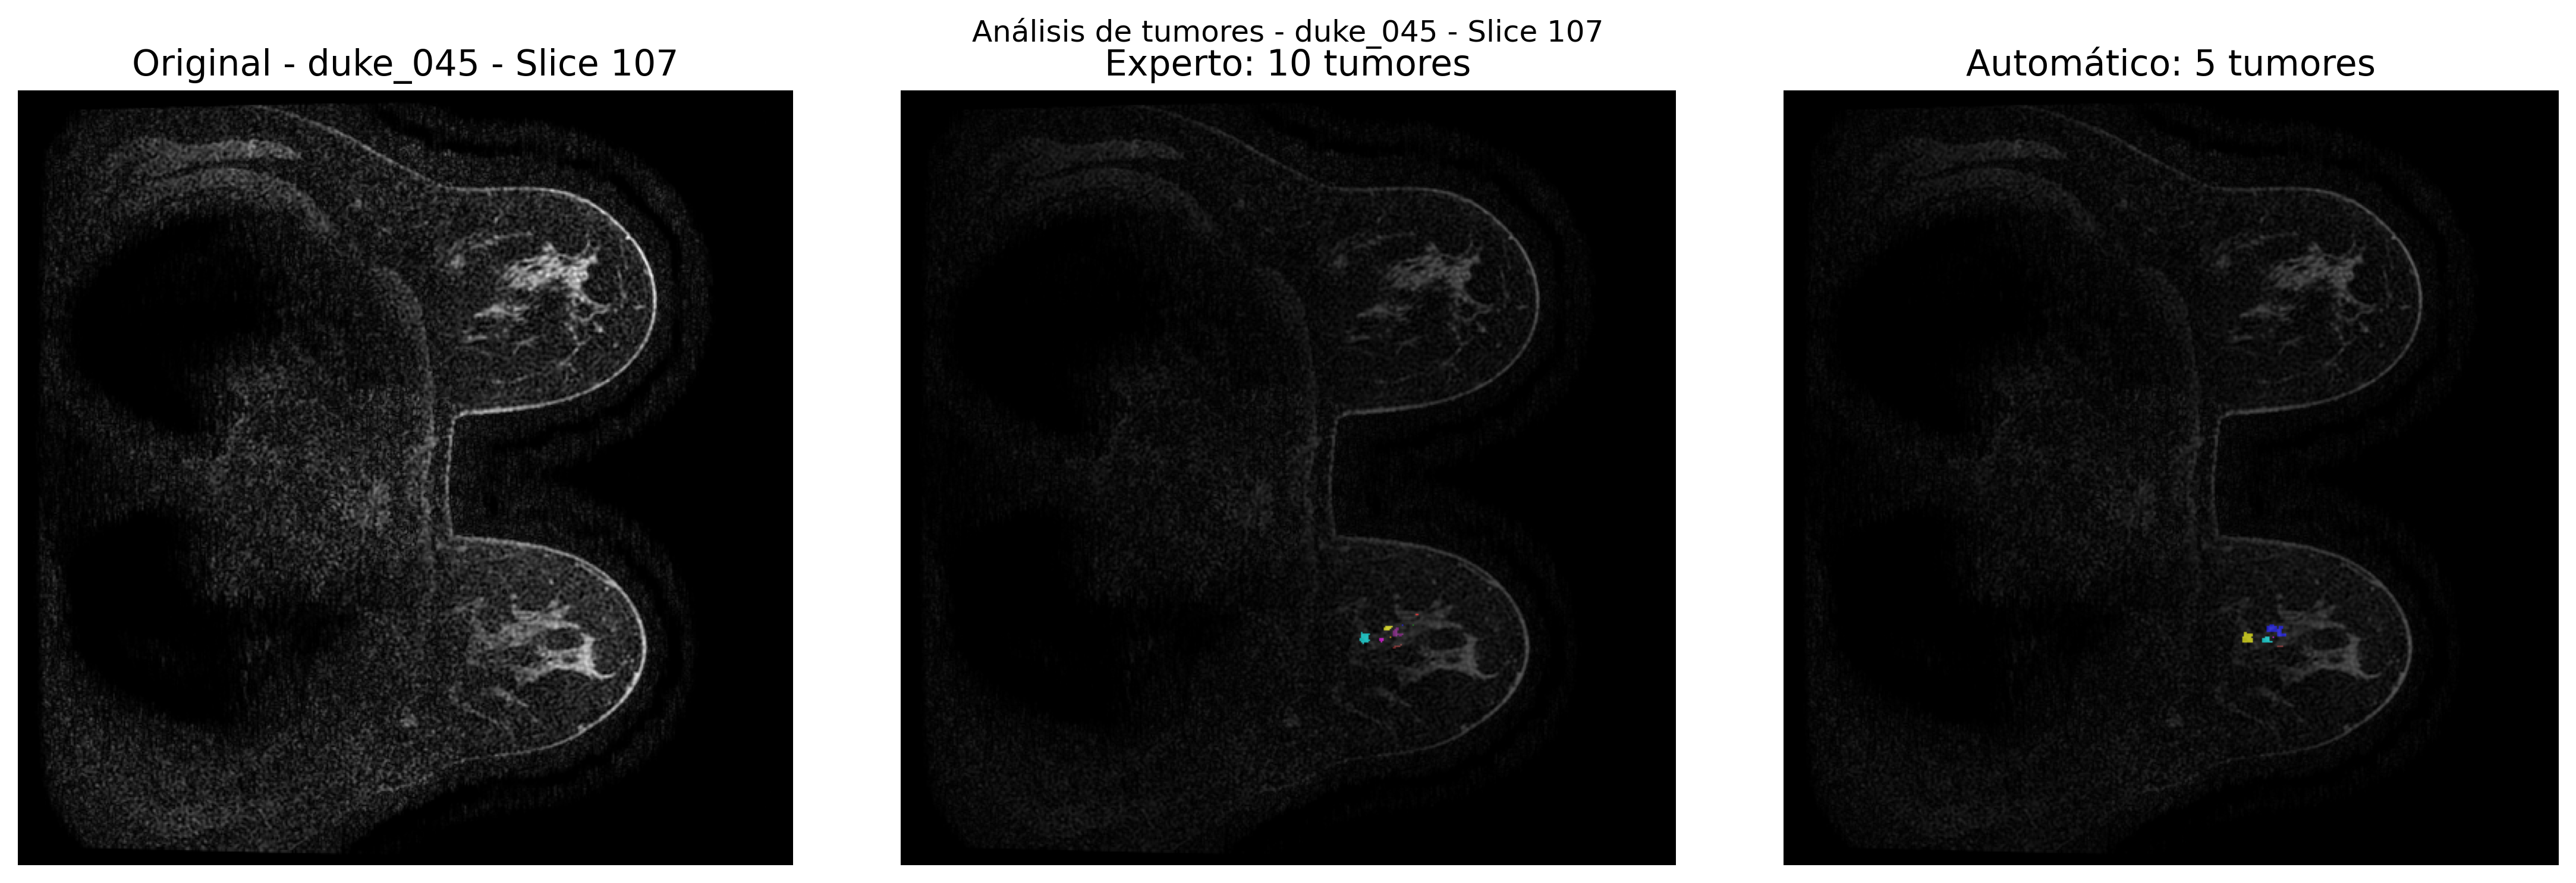 Análisis de tumores - duke_045 - Slice 107
Original - duke_045 - Slice 107
Experto: 10 tumores
Automático: 5 tumores